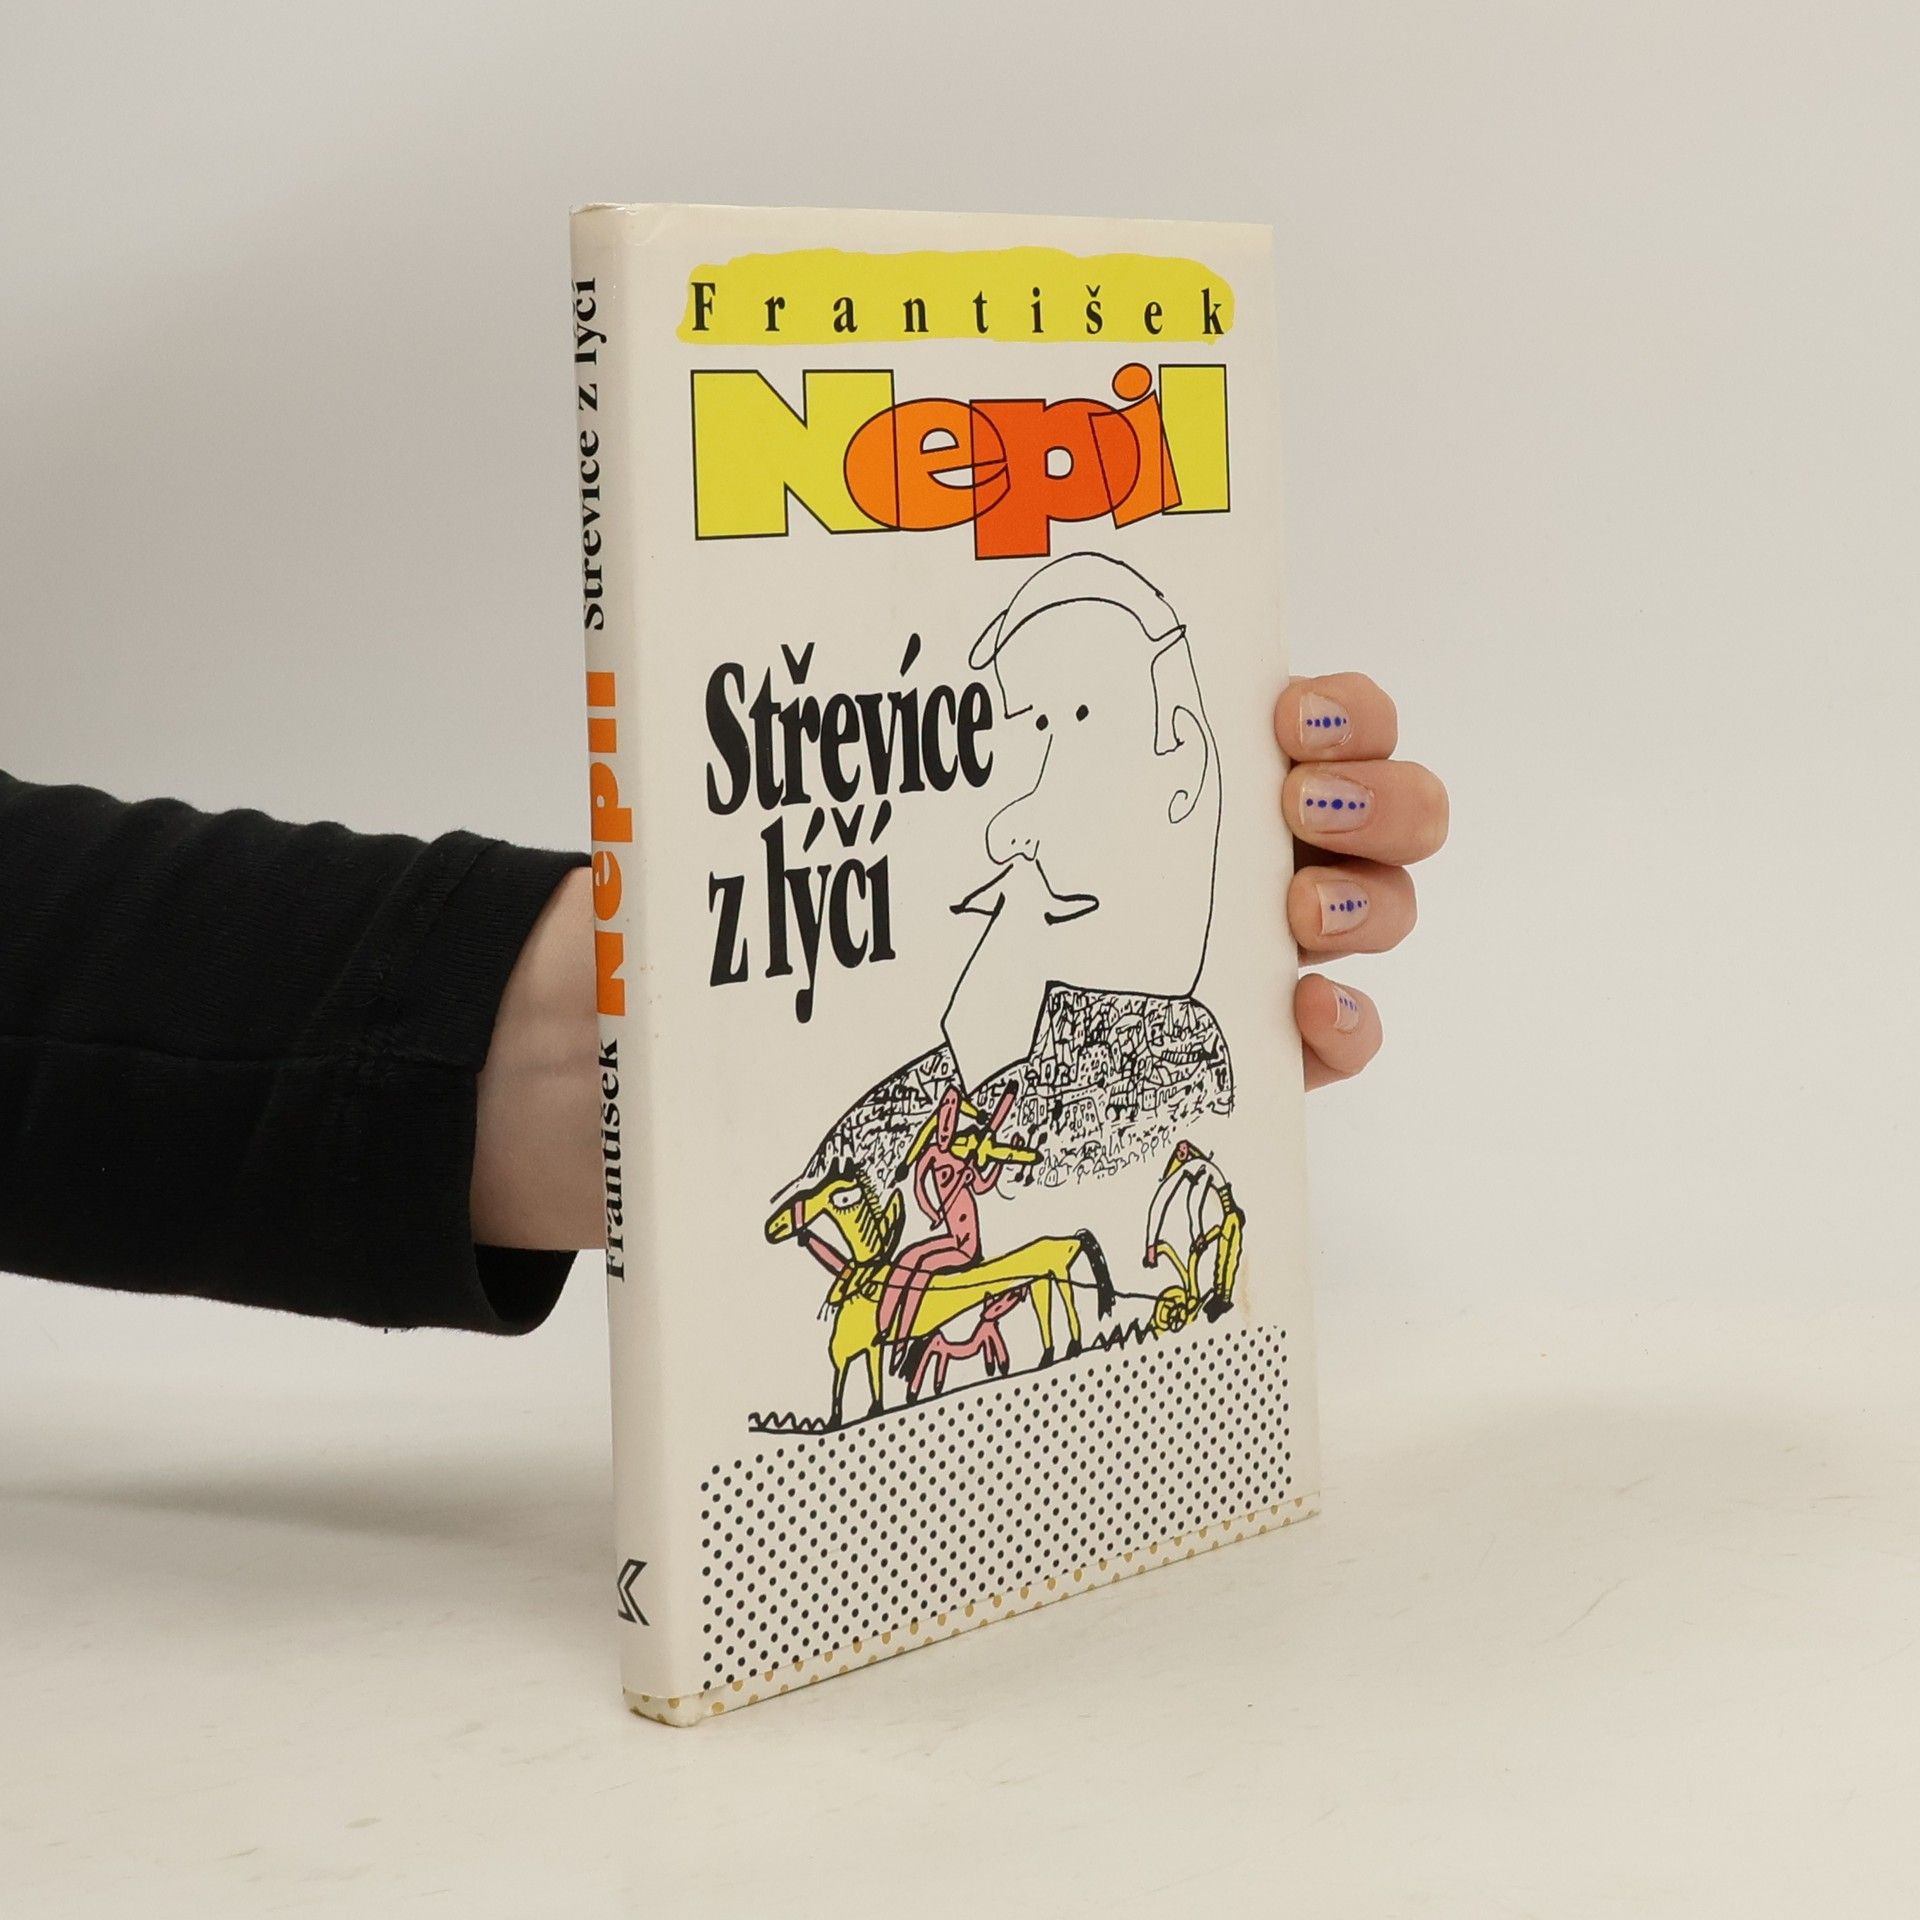 František
Nepil
Střevíce
z lýčí
František Nepil Střevíce z lýčí